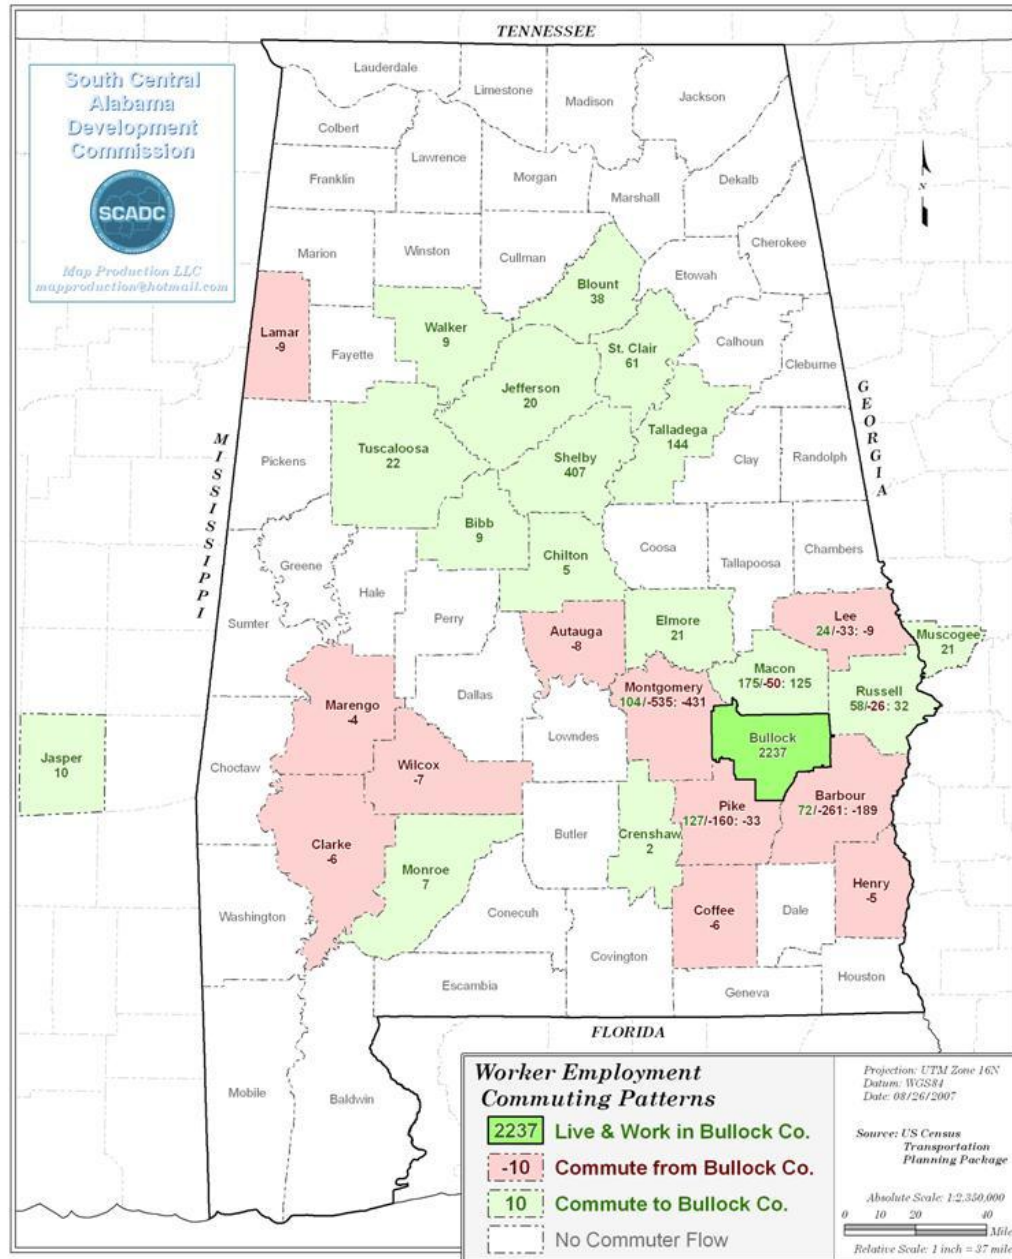 TENNESSEE
South Central
Alabama
Development
Commission
SCADC
Map Production LLC
mapproduction@hotmail.com
Lauderdale
Limestone
Madison
Jackson
Colbert
Lawrence
Franklin
Morgan
Dekalb
Marshall
N
Marion
Winston
Cullman
Cherokee
Etowah
Blount
38
Lamar
-9
Walker
9
Fayette
St. Clair
61
Calhoun
Cleburne
Jefferson
20
GEORGIA
MISSISSIPPI
Pickens
Tuscaloosa
22
Shelby
407
Talladega
144
Clay
Randolph
Bibb
9
Chilton
5
Coosa
Tallapoosa
Chambers
Greene
Hale
Perry
Sumter
Autauga
-8
Elmore
21
Lee
24/-33: -9
Muscogee
21
Macon
175/-50: 125
Russell
58/-26: 32
Montgomery
104/-535: -431
Dallas
Marengo
-4
Lowndes
Bullock
2237
Jasper
10
Choctaw
Wilcox
-7
Barbour
72/-261: -189
Pike
127/-160: -33
Butler
Crenshaw
2
Clarke
-6
Monroe
7
Henry
-5
Washington
Conecuh
Coffee
-6
Dale
Covington
Houston
Escambia
Geneva
FLORIDA
Mobile
Baldwin
Worker Employment
Commuting Patterns
2237 Live & Work in Bullock Co.
-10 Commute from Bullock Co.
10 Commute to Bullock Co.
No Commuter Flow
Projection: UTM Zone 16N
Datum: WGS84
Date: 08/26/2007
Source: US Census
Transportation
Planning Package
Absolute Scale: 1:2,350,000
0 10 20 40
Mile
Relative Scale: 1 inch = 37 mile